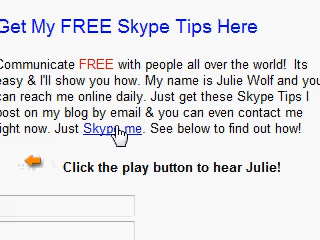 Get My FREE Skype Tips Here
Communicate FREE with people all over the world! Its
easy & I'll show you how. My name is Julie Wolf and you
can reach me online daily. Just get these Skype Tips I
post on my blog by email & you can even contact me
right now. Just Skype me. See below to find out how!
Click the play button to hear Julie!